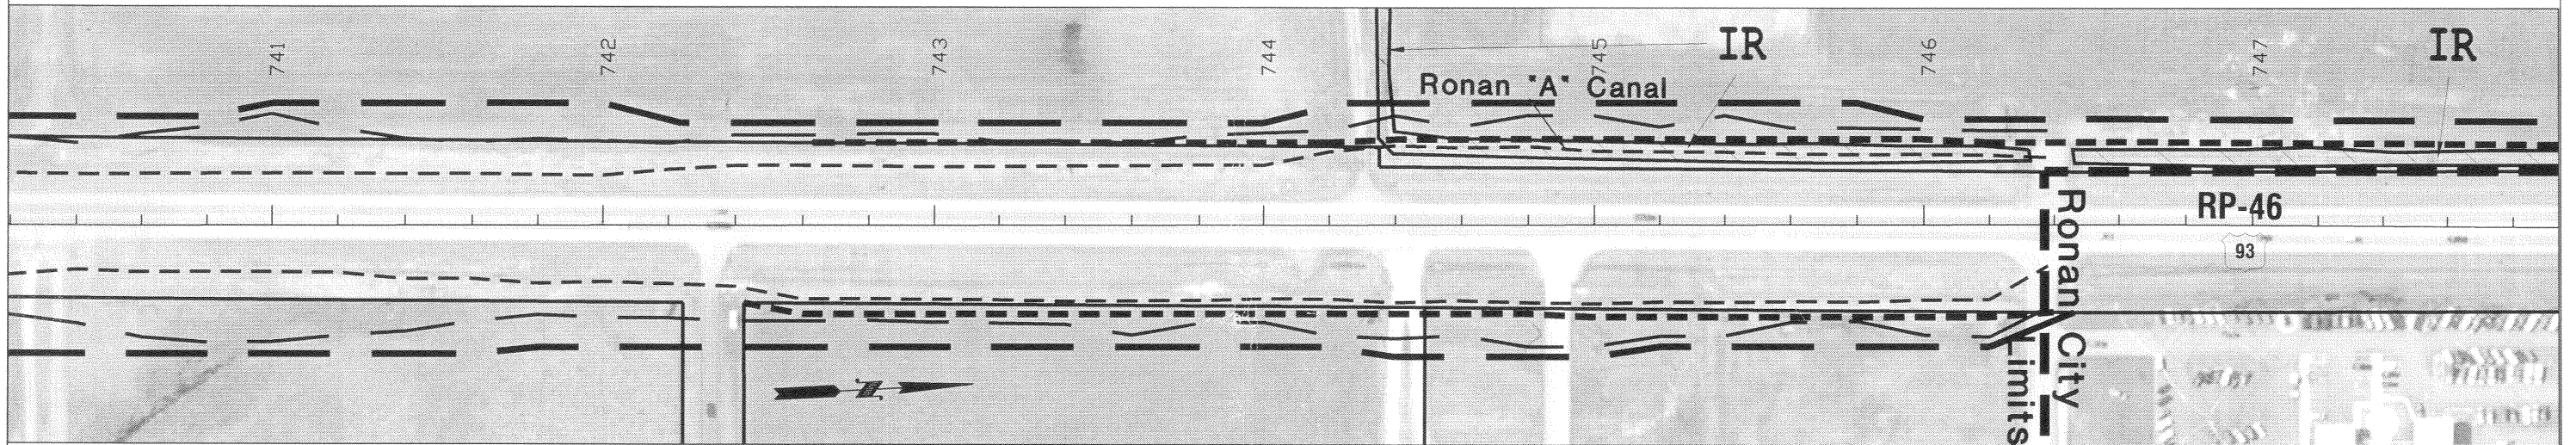 741
742
743
744
745
746
747
IR
IR
Ronan "A" Canal
RP-46
93
Ronan City
Limits